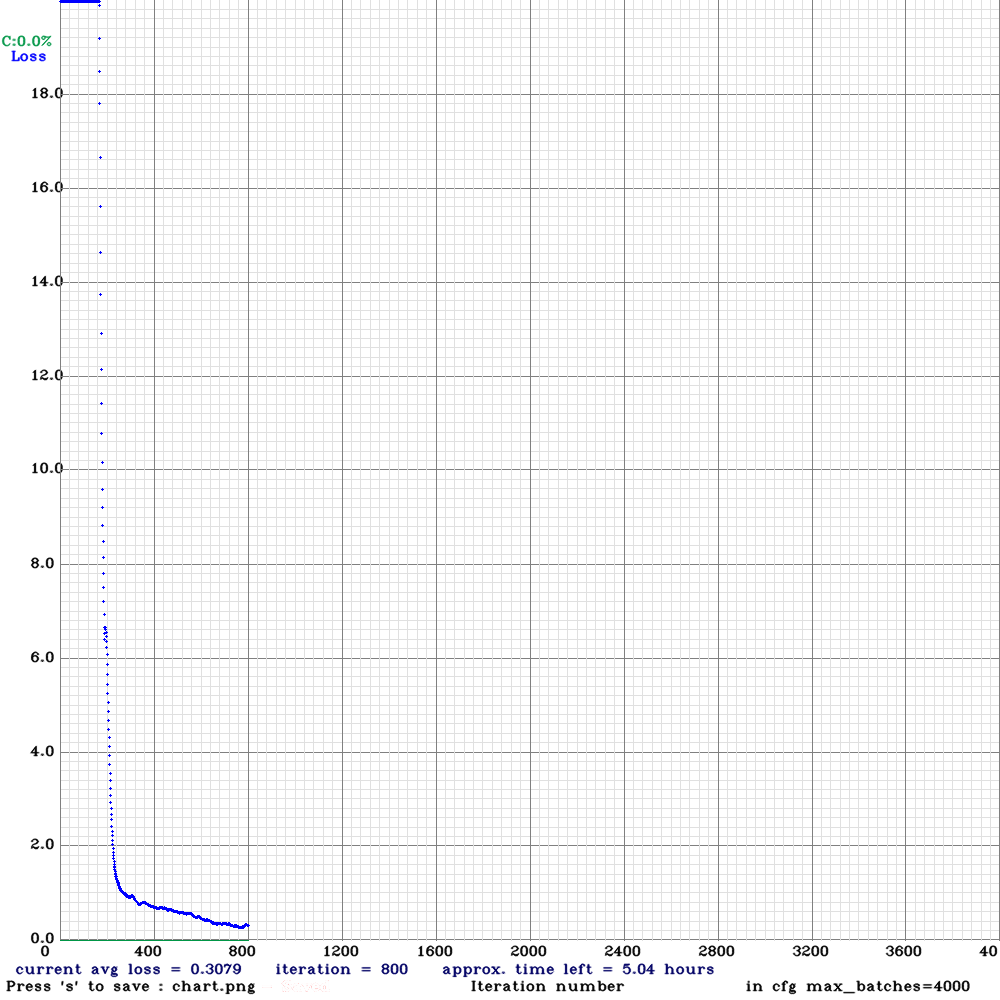 C:0.0%
Loss
18.0
16.0
14.0
12.0
10.0
8.0
6.0
4.0
2.0
0.0
0 400 800 1200 1600 2000 2400 2800 3200 3600 40
current avg loss = 0.3079 iteration = 800 approx. time left = 5.04 hours
Press 's' to save : chart.png Iteration number in cfg max_batches=4000